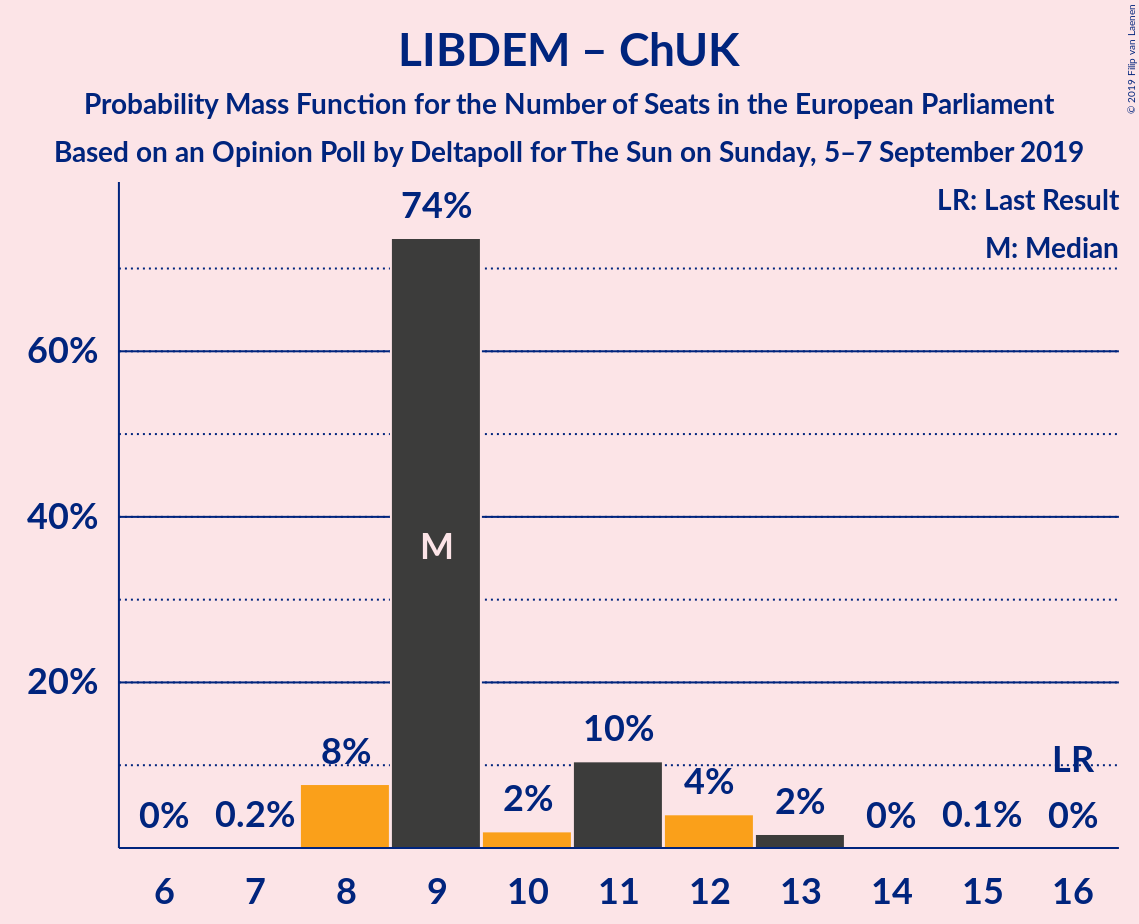 LIBDEM – ChUK
Probability Mass Function for the Number of Seats in the European Parliament
Based on an Opinion Poll by Deltapoll for The Sun on Sunday, 5–7 September 2019
© 2019 Filip van Laenen
LR: Last Result
M: Median
74%
60%
M
40%
20%
10%
8%
LR
4%
2%
2%
0%
0.2%
0%
0.1%
0%
6 7 8 9 10 11 12 13 14 15 16